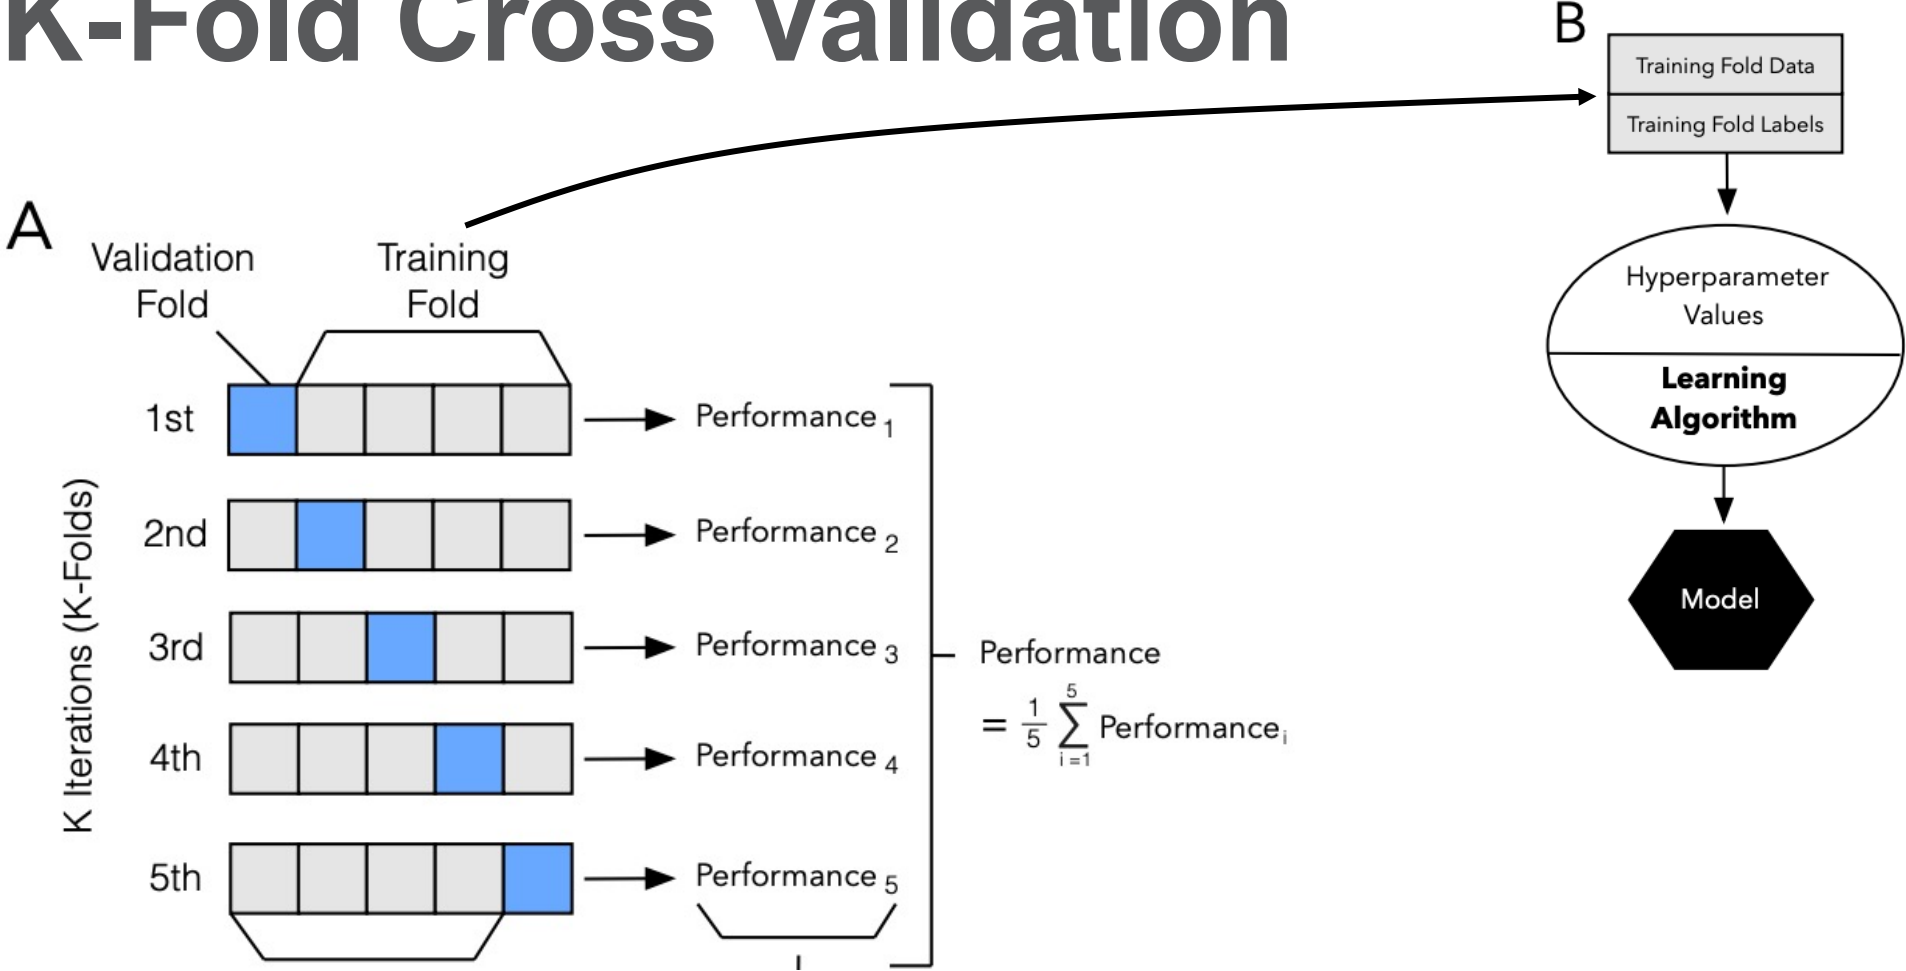 K-Fold Cross Validation
A
Validation
Fold
Training
Fold
K Iterations (K-Folds)
1st
Performance 1
2nd
Performance 2
3rd
Performance 3
4th
Performance 4
5th
Performance 5
Performance
= 1/5 5∑i=1 Performance i
B
Training Fold Data
Training Fold Labels
Hyperparameter
Values
Learning
Algorithm
Model